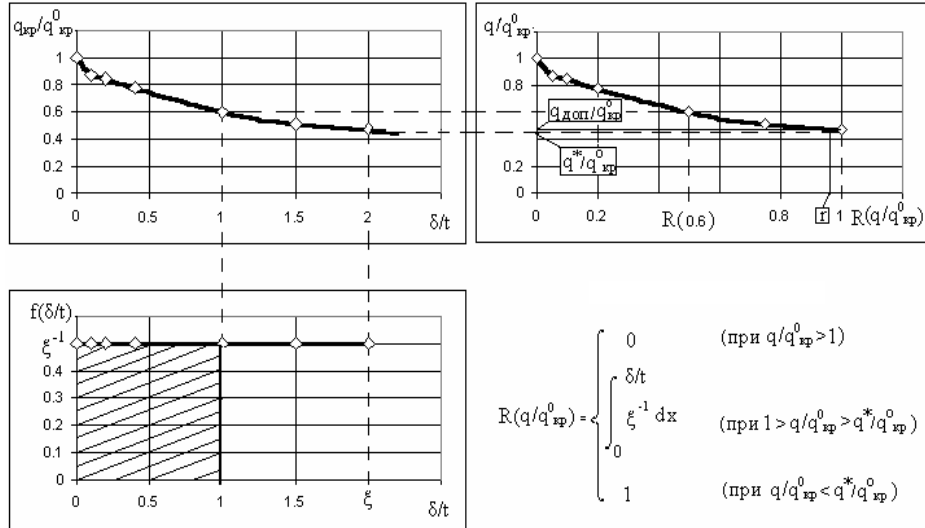 qкр/q⁰кр
1
0.8
0.6
0.4
0.2
0
0 0.5 1 1.5 2 δ/t
q/q⁰кр
1
0.8
0.6
0.4
0.2
0
qдоп/q⁰кр
q*/q⁰кр
0 0.2 R(0.6) r 1 R(q/q⁰кр)
f(δ/t)
ξ⁻¹
0.4
0.3
0.2
0.1
0
0 0.5 1 1.5 ξ δ/t
R(q/q⁰кр) =
0 (при q/q⁰кр >1)
δ/t
∫ ξ⁻¹ dx (при 1 > q/q⁰кр > q*/q⁰кр)
0
1 (при q/q⁰кр < q*/q⁰кр)